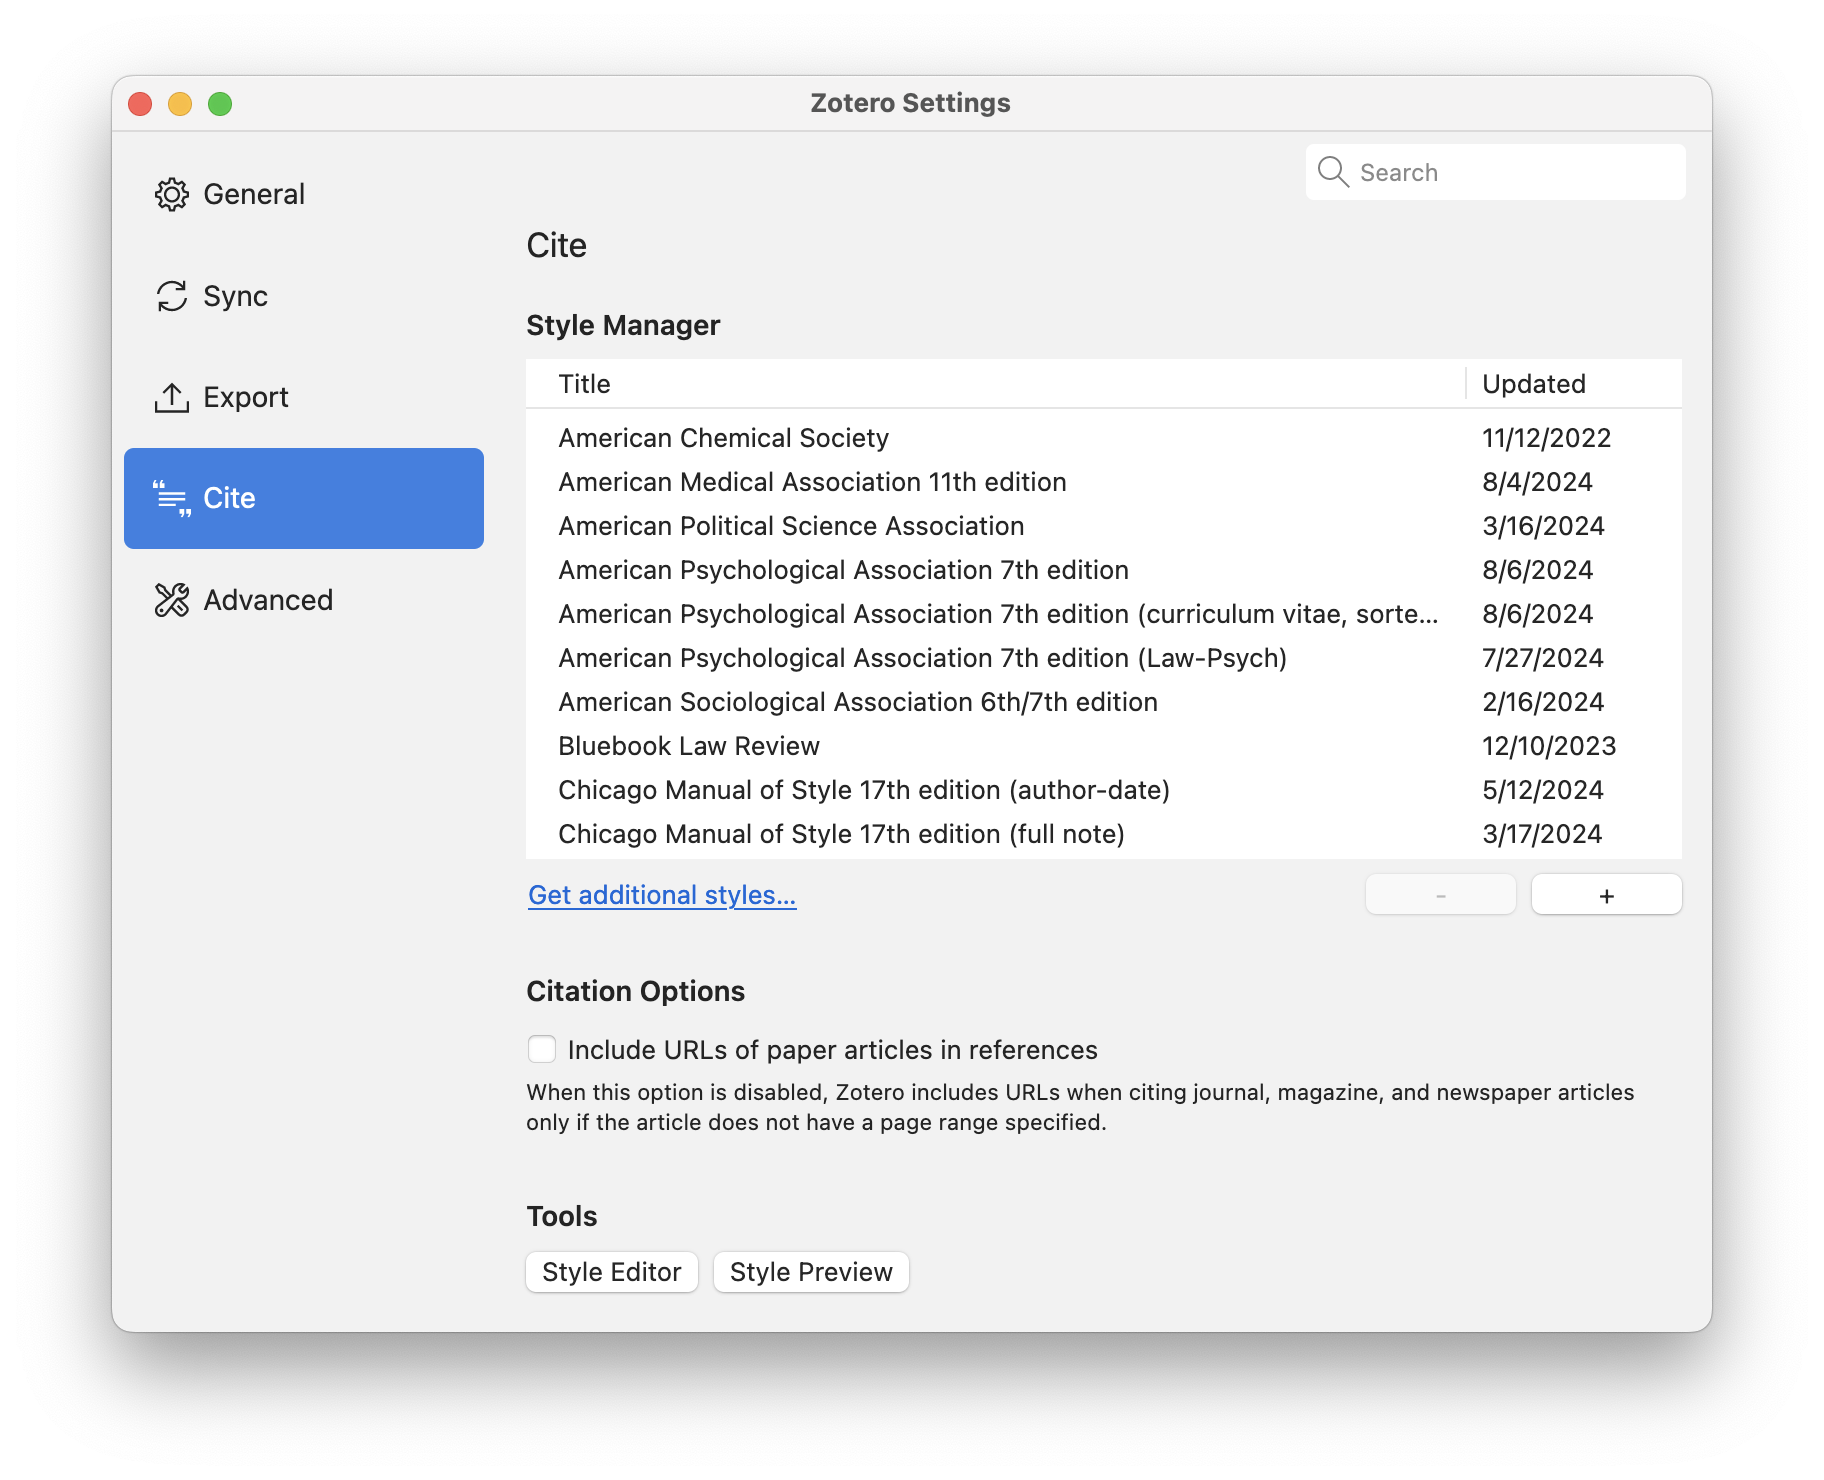 Zotero Settings
General
Sync
Export
Cite
Advanced
Search
Cite
Style Manager
Title Updated
American Chemical Society 11/12/2022
American Medical Association 11th edition 8/4/2024
American Political Science Association 3/16/2024
American Psychological Association 7th edition 8/6/2024
American Psychological Association 7th edition (curriculum vitae, sorte... 8/6/2024
American Psychological Association 7th edition (Law-Psych) 7/27/2024
American Sociological Association 6th/7th edition 2/16/2024
Bluebook Law Review 12/10/2023
Chicago Manual of Style 17th edition (author-date) 5/12/2024
Chicago Manual of Style 17th edition (full note) 3/17/2024
Get additional styles... - +
Citation Options
Include URLs of paper articles in references
When this option is disabled, Zotero includes URLs when citing journal, magazine, and newspaper articles
only if the article does not have a page range specified.
Tools
Style Editor Style Preview